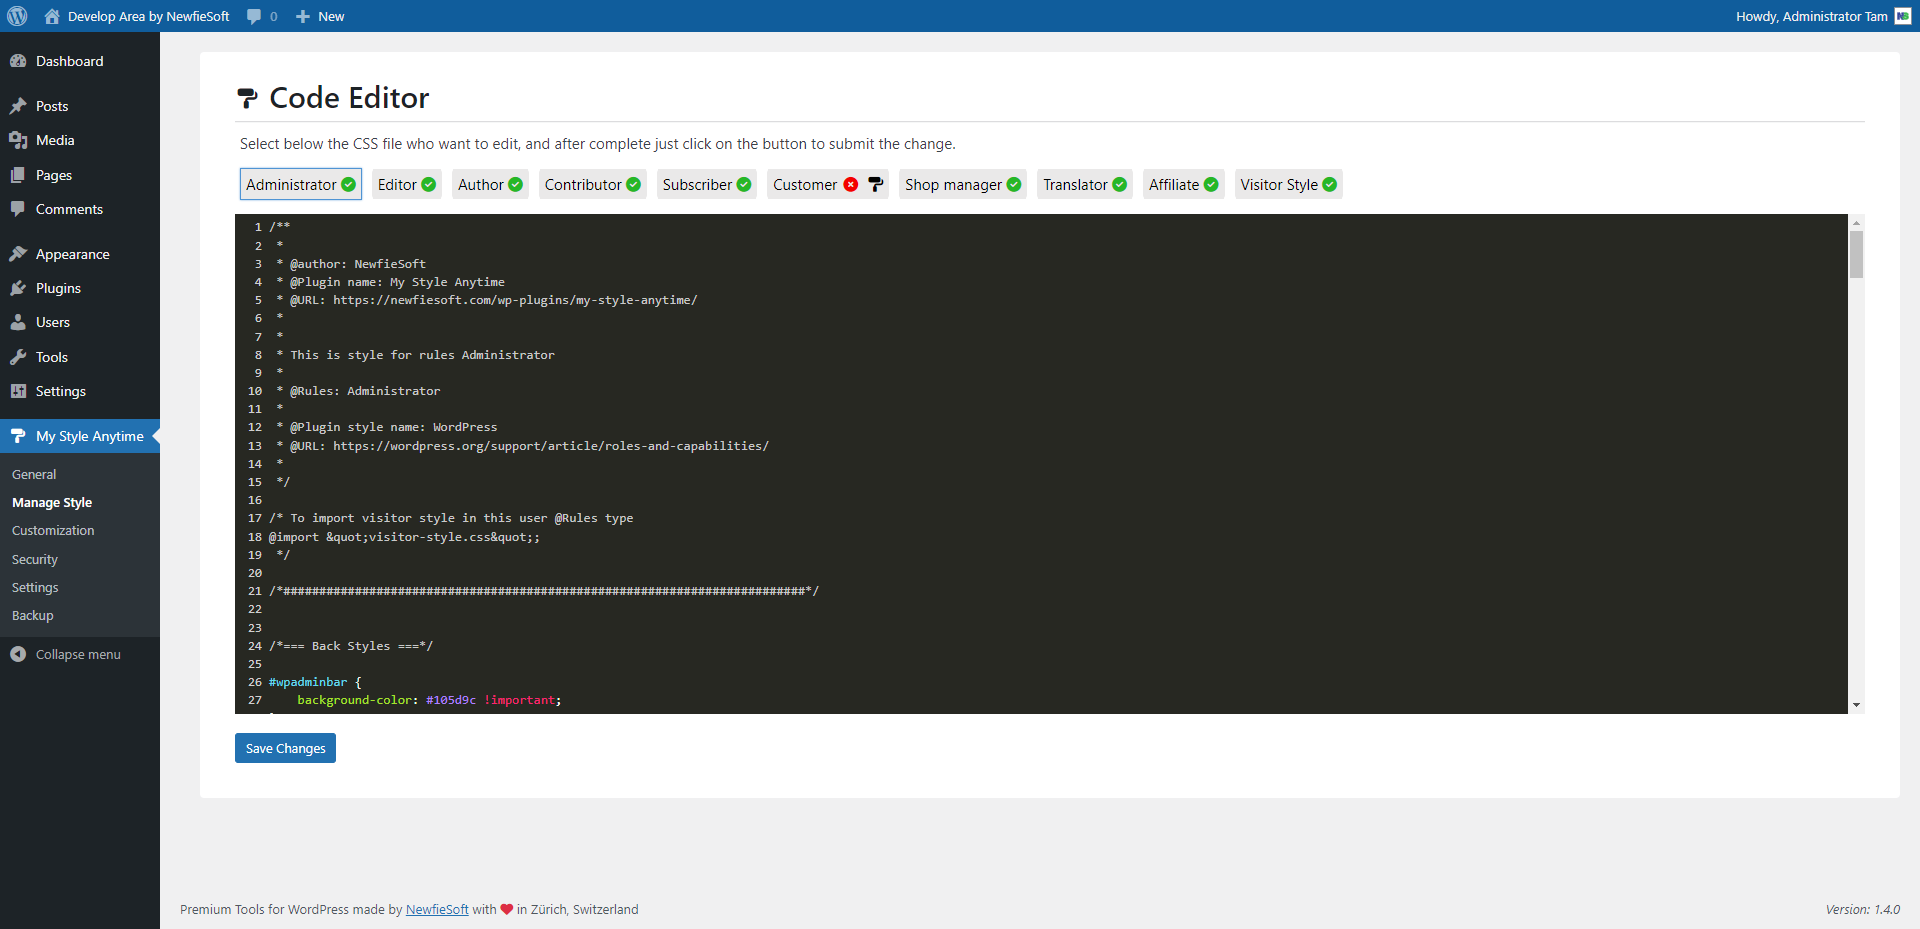 Develop Area by NewfieSoft 0 New Howdy, Administrator Tam
Dashboard
Posts
Media
Pages
Comments
Appearance
Plugins
Users
Tools
Settings
My Style Anytime
General
Manage Style
Customization
Security
Settings
Backup
Collapse menu
Code Editor
Select below the CSS file who want to edit, and after complete just click on the button to submit the change.
Administrator Editor Author Contributor Subscriber Customer Shop manager Translator Affiliate Visitor Style
1 /**
2 *
3 * @author: NewfieSoft
4 * @Plugin name: My Style Anytime
5 * @URL: https://newfiesoft.com/wp-plugins/my-style-anytime/
6 *
7 *
8 * This is style for rules Administrator
9 *
10 * @Rules: Administrator
11 *
12 * @Plugin style name: WordPress
13 * @URL: https://wordpress.org/support/article/roles-and-capabilities/
14 *
15 */
16
17 /* To import visitor style in this user @Rules type
18 @import &quot;visitor-style.css&quot;;
19 */
20
21 /*#########################################################################*/
22
23
24 /*=== Back Styles ===*/
25
26 #wpadminbar {
27 background-color: #105d9c !important;
Save Changes
Premium Tools for WordPress made by NewfieSoft with ❤ in Zürich, Switzerland
Version: 1.4.0